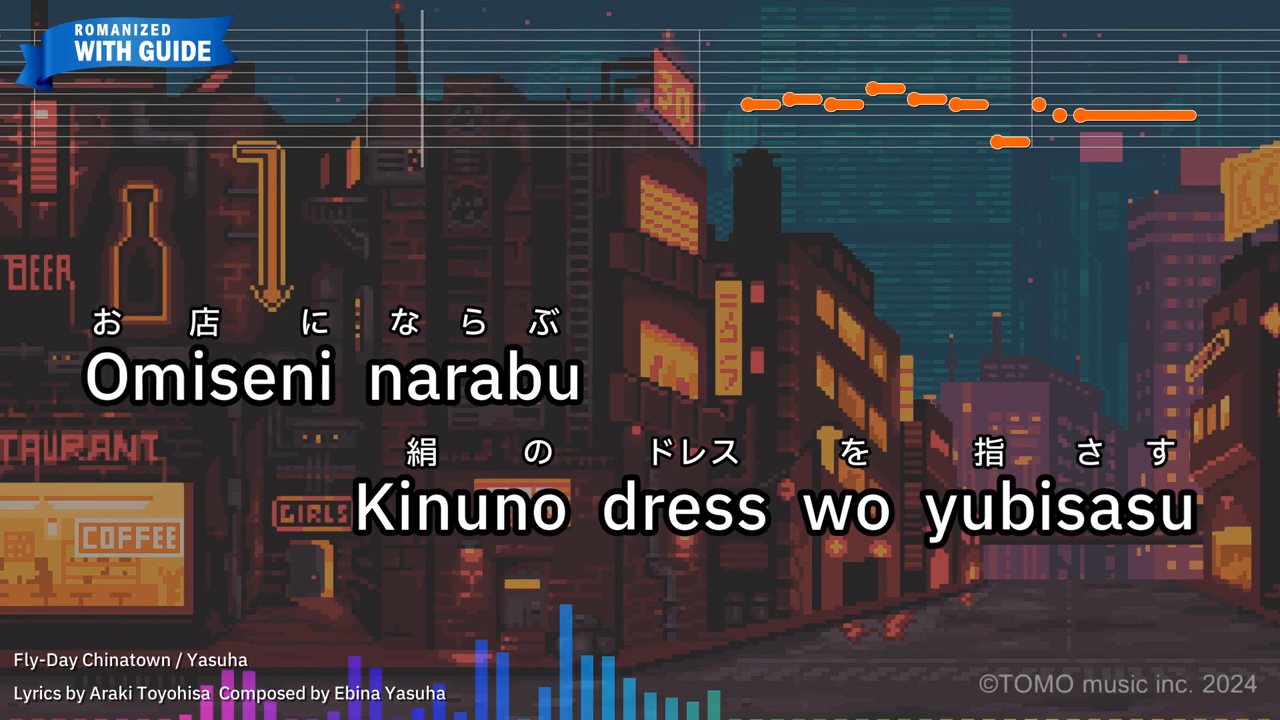 ROMANIZED
WITH GUIDE
BEER
お店にならぶ
Omiseni narabu
TAURANT
絹のドレスを指さす
Kinuno dress wo yubisasu
GIRLS
COFFEE
Fly-Day Chinatown / Yasuha
Lyrics by Araki Toyohisa Composed by Ebina Yasuha
©TOMO music inc. 2024